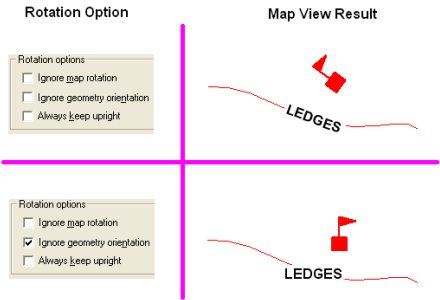 Rotation Option
Map View Result
Rotation options
Ignore map rotation
Ignore geometry orientation
Always keep upright
LEDGES
Rotation options
Ignore map rotation
Ignore geometry orientation
Always keep upright
LEDGES